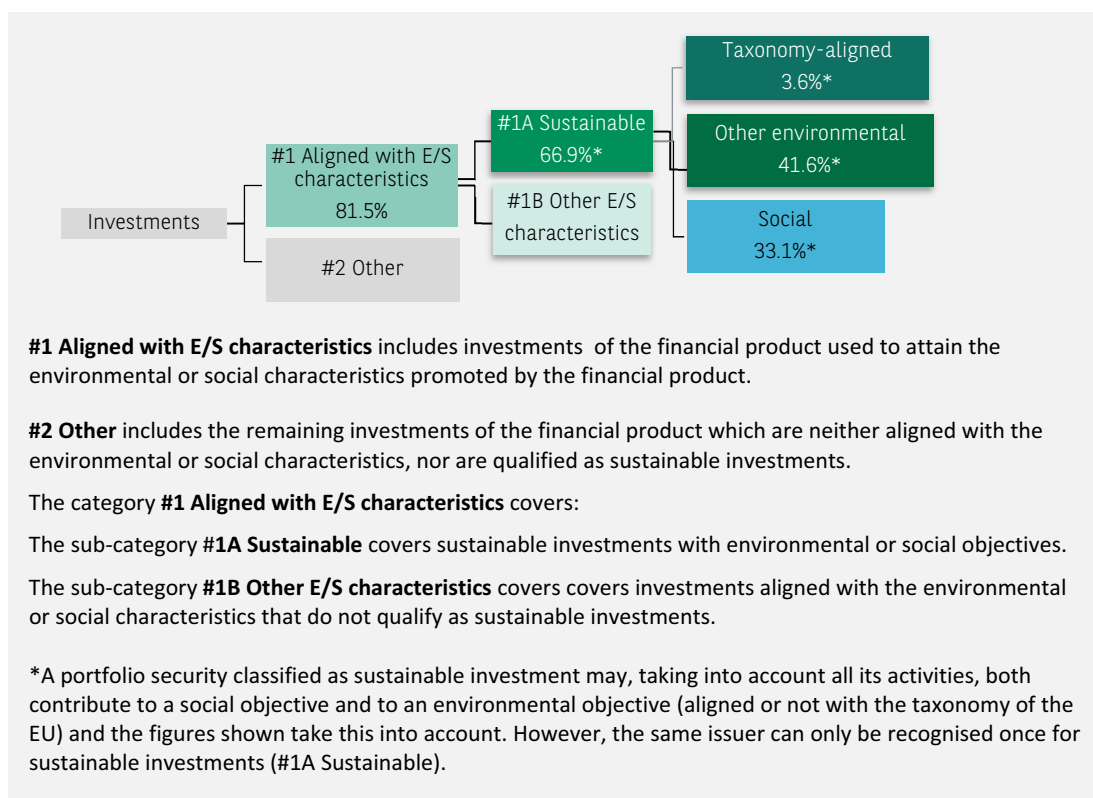 Taxonomy-aligned
3.6%*
#1A Sustainable
66.9%*
Other environmental
41.6%*
#1 Aligned with E/S
characteristics
81.5%
#1B Other E/S
characteristics
Investments
Social
33.1%*
#2 Other
#1 Aligned with E/S characteristics includes investments of the financial product used to attain the
environmental or social characteristics promoted by the financial product.
#2 Other includes the remaining investments of the financial product which are neither aligned with the
environmental or social characteristics, nor are qualified as sustainable investments.
The category #1 Aligned with E/S characteristics covers:
The sub-category #1A Sustainable covers sustainable investments with environmental or social objectives.
The sub-category #1B Other E/S characteristics covers covers investments aligned with the environmental
or social characteristics that do not qualify as sustainable investments.
*A portfolio security classified as sustainable investment may, taking into account all its activities, both
contribute to a social objective and to an environmental objective (aligned or not with the taxonomy of the
EU) and the figures shown take this into account. However, the same issuer can only be recognised once for
sustainable investments (#1A Sustainable).